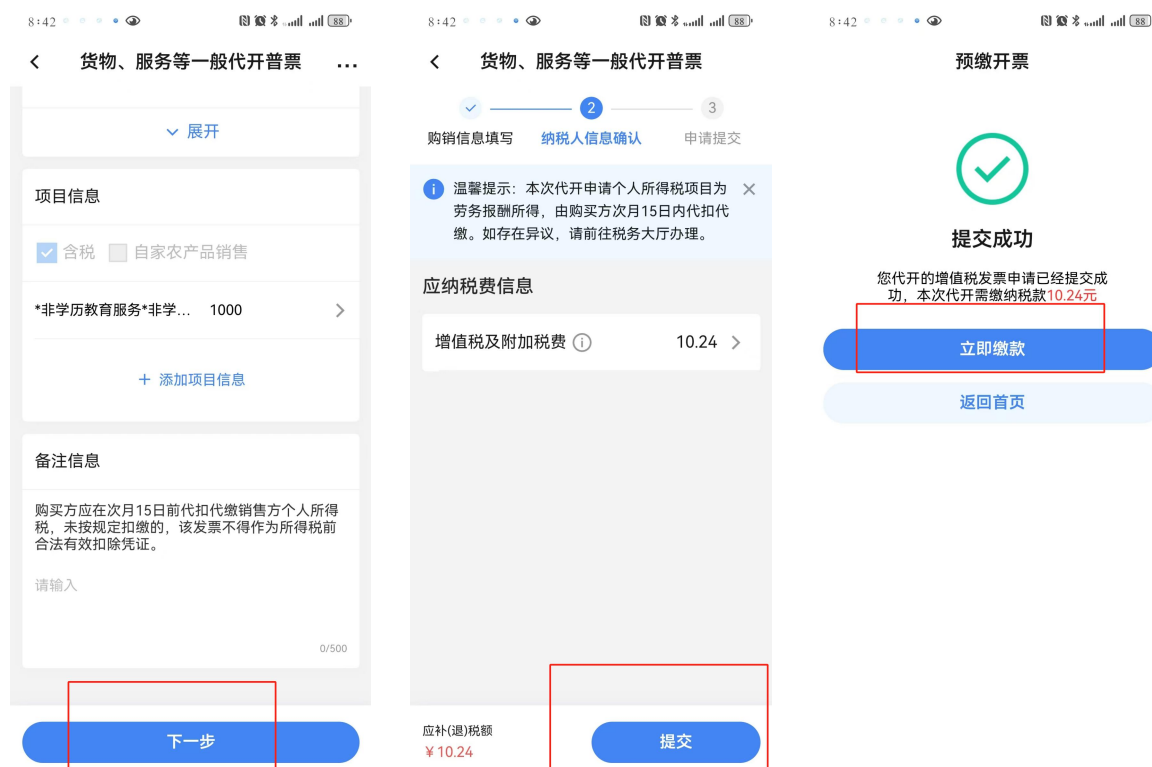 8:42
88
货物、服务等一般代开普票
...
展开
项目信息
含税 自家农产品销售
*非学历教育服务*非学... 1000
+ 添加项目信息
备注信息
购买方应在次月15日前代扣代缴销售方个人所得
税，未按规定扣缴的，该发票不得作为所得税前
合法有效扣除凭证。
请输入
0/500
下一步
8:42
88
货物、服务等一般代开普票
2
3
购销信息填写 纳税人信息确认 申请提交
温馨提示：本次代开申请个人所得税项目为
劳务报酬所得，由购买方次月15日内代扣代
缴。如存在异议，请前往税务大厅办理。
应纳税费信息
增值税及附加税费 10.24
应补(退)税额
¥10.24
提交
8:42
88
预缴开票
提交成功
您代开的增值税发票申请已经提交成
功，本次代开需缴纳税款10.24元
立即缴款
返回首页